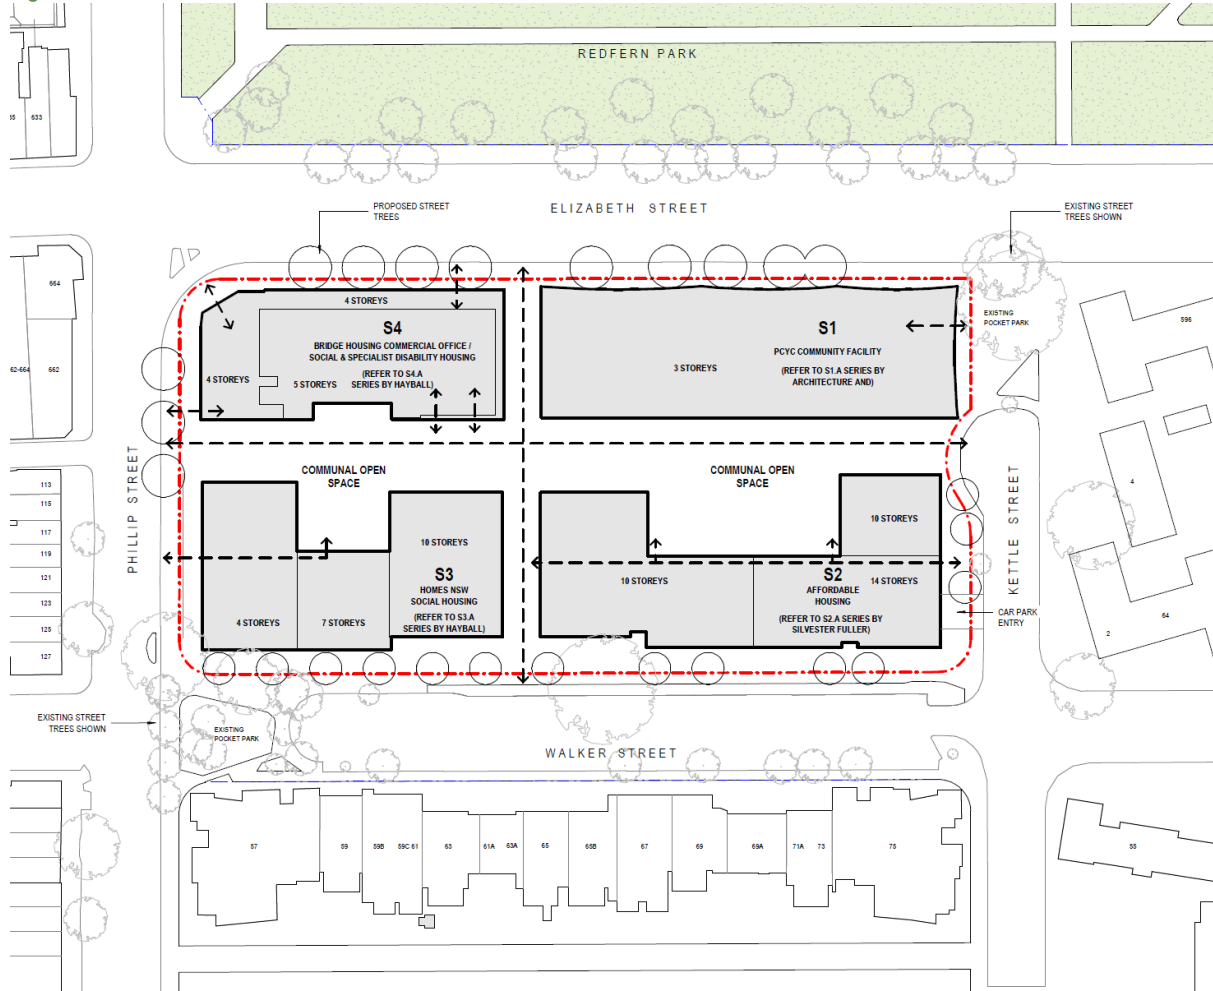 REDFERN PARK
633
PROPOSED STREET
TREES
ELIZABETH STREET
EXISTING STREET
TREES SHOWN
664
662
62-664
596
4 STOREYS
S4
BRIDGE HOUSING COMMERCIAL OFFICE /
SOCIAL & SPECIALIST DISABILITY HOUSING
(REFER TO S4.A
SERIES BY HAYBALL)
4 STOREYS
5 STOREYS
S1
PCYC COMMUNITY FACILITY
(REFER TO S1.A SERIES BY
ARCHITECTURE AND)
3 STOREYS
EXISTING
POCKET PARK
PHILLIP STREET
COMMUNAL OPEN
SPACE
COMMUNAL OPEN
SPACE
KETTLE STREET
113
115
117
119
121
123
125
127
10 STOREYS
S3
HOMES NSW
SOCIAL HOUSING
(REFER TO S3.A
SERIES BY HAYBALL)
4 STOREYS
7 STOREYS
10 STOREYS
10 STOREYS
S2
AFFORDABLE
HOUSING
(REFER TO S2.A SERIES BY
SILVESTER FULLER)
14 STOREYS
CAR PARK
ENTRY
4
2
64
EXISTING STREET
TREES SHOWN
EXISTING
POCKET PARK
WALKER STREET
57
59
59B
59C 61
63
61A
63A
65
65B
67
69
69A
71A
73
75
55